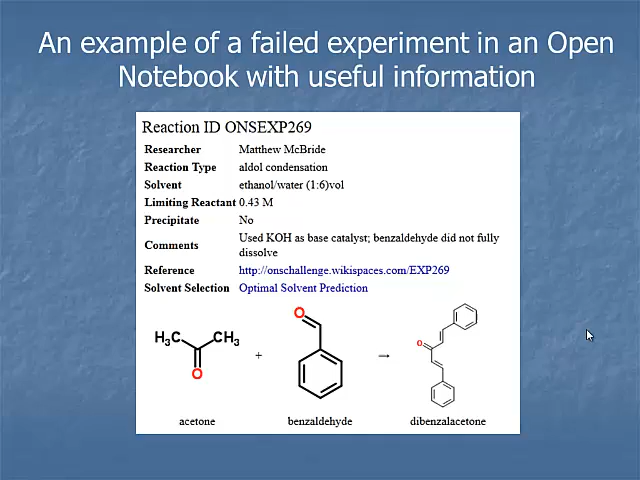 An example of a failed experiment in an Open
Notebook with useful information
Reaction ID ONSEXP269
Researcher Matthew McBride
Reaction Type aldol condensation
Solvent ethanol/water (1:6)vol
Limiting Reactant 0.43 M
Precipitate No
Comments Used KOH as base catalyst; benzaldehyde did not fully
dissolve
Reference http://onschallenge.wikispaces.com/EXP269
Solvent Selection Optimal Solvent Prediction
H₃C CH₃ O + O → O
acetone benzaldehyde dibenzalacetone